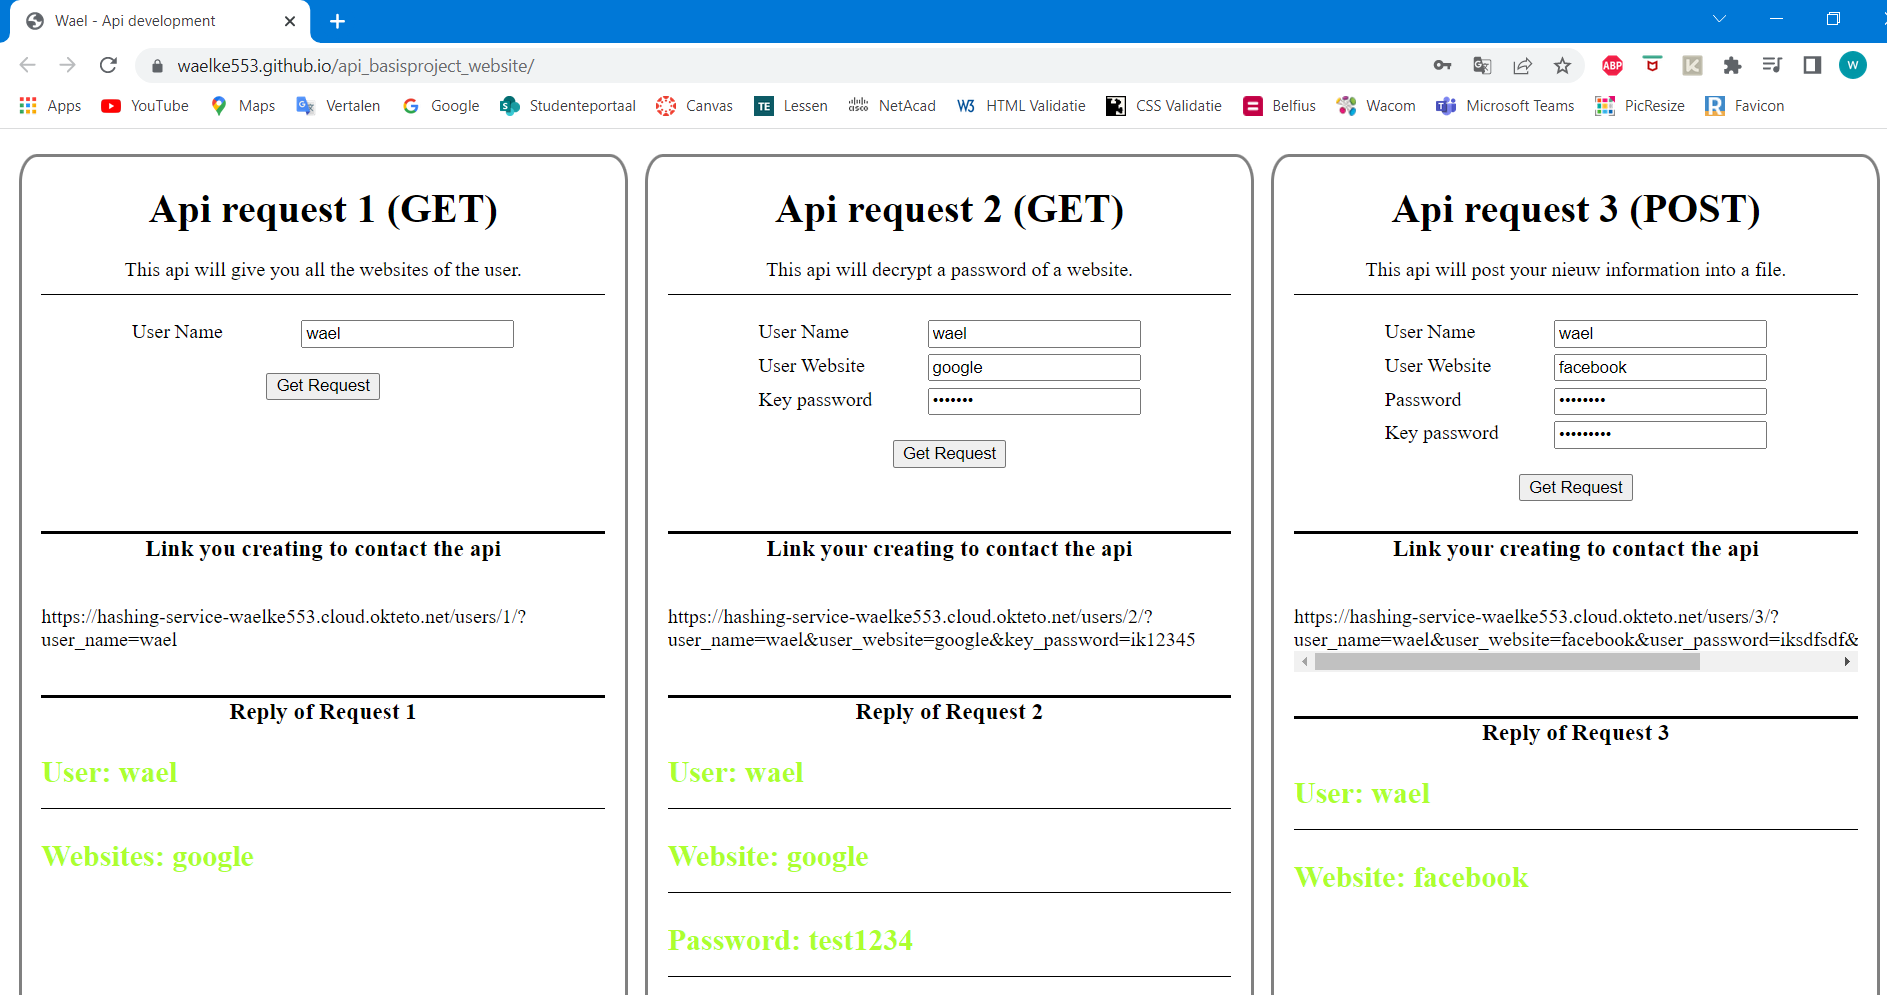 Wael - Api development
waelke553.github.io/api_basisproject_website/
ABP
K
W
Apps YouTube Maps Vertalen Google Studenteportaal Canvas TE Lessen cisco NetAcad W3 HTML Validatie CSS Validatie Belfius Wacom Microsoft Teams PicResize R Favicon
Api request 1 (GET)
This api will give you all the websites of the user.
User Name wael
Get Request
Link you creating to contact the api
https://hashing-service-waelke553.cloud.okteto.net/users/1/?
user_name=wael
Reply of Request 1
User: wael
Websites: google
Api request 2 (GET)
This api will decrypt a password of a website.
User Name wael
User Website google
Key password •••••••
Get Request
Link your creating to contact the api
https://hashing-service-waelke553.cloud.okteto.net/users/2/?
user_name=wael&user_website=google&key_password=ik12345
Reply of Request 2
User: wael
Website: google
Password: test1234
Api request 3 (POST)
This api will post your nieuw information into a file.
User Name wael
User Website facebook
Password ••••••••
Key password •••••••••
Get Request
Link your creating to contact the api
https://hashing-service-waelke553.cloud.okteto.net/users/3/?
user_name=wael&user_website=facebook&user_password=iksdfsdf&
Reply of Request 3
User: wael
Website: facebook